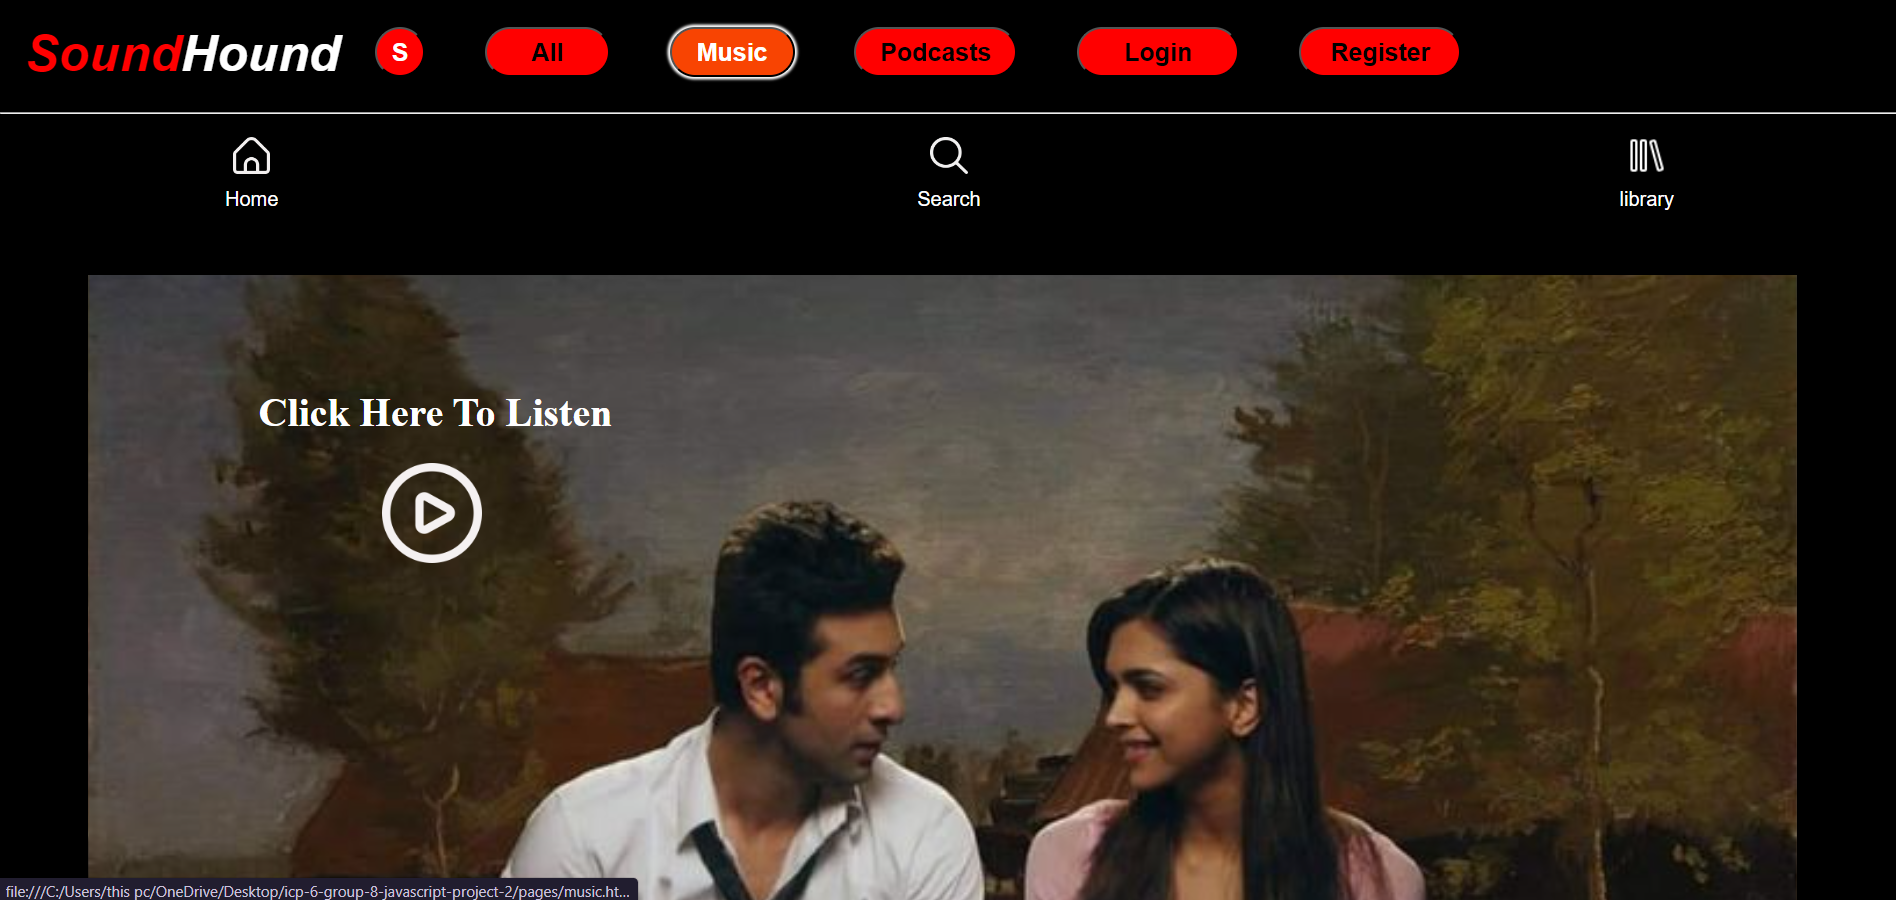 SoundHound S All Music Podcasts Login Register
Home Search library
Click Here To Listen
file:///C:/Users/this pc/OneDrive/Desktop/icp-6-group-8-javascript-project-2/pages/music.ht...